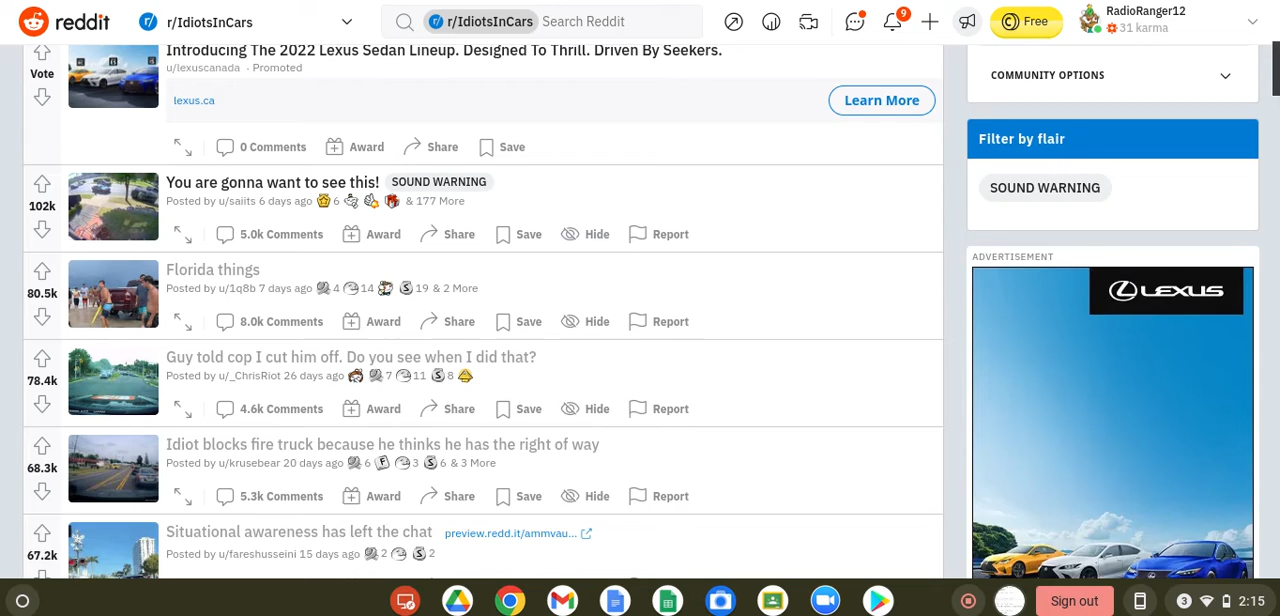 reddit r/IdiotsInCars r/IdiotsInCars Search Reddit 9 Free RadioRanger12
31 karma
Introducing The 2022 Lexus Sedan Lineup. Designed To Thrill. Driven By Seekers.
u/lexuscanada · Promoted
Vote
lexus.ca Learn More
0 Comments Award Share Save
You are gonna want to see this! SOUND WARNING
102k Posted by u/saiits 6 days ago 6 & 177 More
5.0k Comments Award Share Save Hide Report
Florida things
80.5k Posted by u/1q8b 7 days ago 4 14 S 19 & 2 More
8.0k Comments Award Share Save Hide Report
Guy told cop I cut him off. Do you see when I did that?
78.4k Posted by u/_ChrisRiot 26 days ago 7 11 S 8
4.6k Comments Award Share Save Hide Report
Idiot blocks fire truck because he thinks he has the right of way
68.3k Posted by u/krusebear 20 days ago 6 F 3 S 6 & 3 More
5.3k Comments Award Share Save Hide Report
Situational awareness has left the chat preview.redd.it/ammvau...
67.2k Posted by u/fareshusseini 15 days ago 2 S 2
COMMUNITY OPTIONS
Filter by flair
SOUND WARNING
ADVERTISEMENT
LEXUS
Sign out 3 2:15